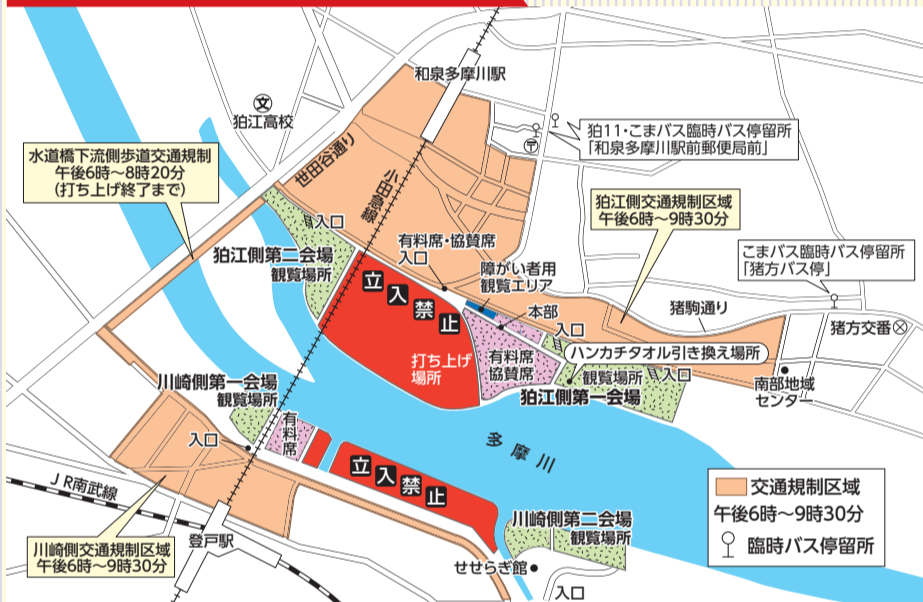 和泉多摩川駅
文
狛江高校
狛11・こまバス臨時バス停留所
「和泉多摩川駅前郵便局前」
水道橋下流側歩道交通規制
午後6時〜8時20分
(打ち上げ終了まで)
世田谷通り
小田急線
狛江側交通規制区域
午後6時〜9時30分
入口
狛江側第二会場
観覧場所
有料席・協賛席
入口
障がい者用
観覧エリア
こまバス臨時バス停留所
「猪方バス停」
立入禁止
本部
猪駒通り
猪方交番
入口
打ち上げ
場所
有料席
協賛席
ハンカチタオル引き換え場所
観覧場所
入口
狛江側第一会場
南部地域
センター
川崎側第一会場
観覧場所
有料席
入口
多摩川
立入禁止
JR南武線
登戸駅
川崎側交通規制区域
午後6時〜9時30分
川崎側第二会場
観覧場所
せせらぎ館
入口
交通規制区域
午後6時〜9時30分
臨時バス停留所